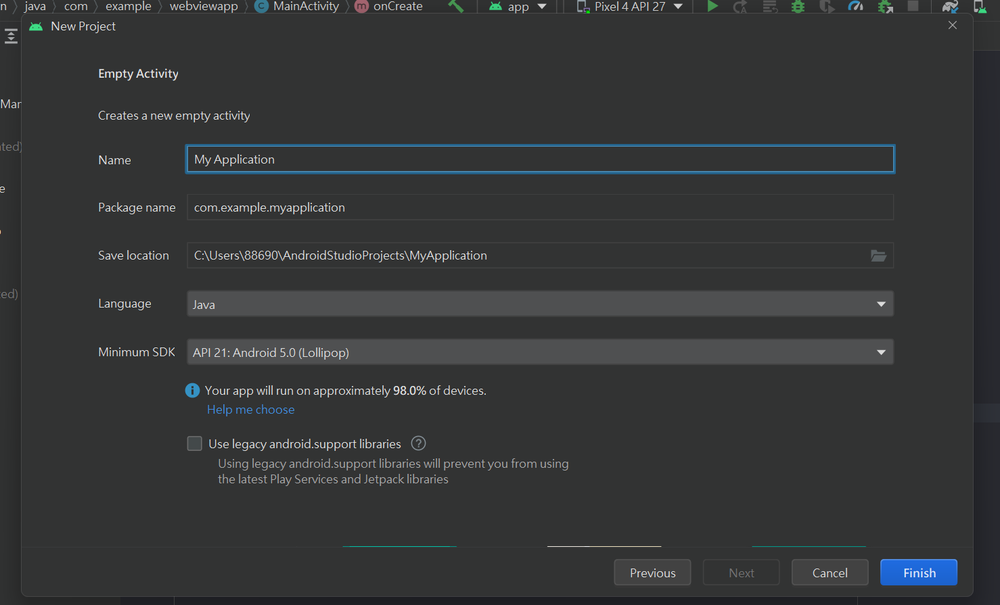 n java com example webviewapp C MainActivity m onCreate app Pixel 4 API 27
New Project
Empty Activity
Mar
Creates a new empty activity
ated)
Name My Application
e
Package name com.example.myapplication
Save location C:\Users\88690\AndroidStudioProjects\MyApplication
ted)
Language Java
Minimum SDK API 21: Android 5.0 (Lollipop)
Your app will run on approximately 98.0% of devices.
Help me choose
Use legacy android.support libraries ?
Using legacy android.support libraries will prevent you from using
the latest Play Services and Jetpack libraries
Previous Next Cancel Finish